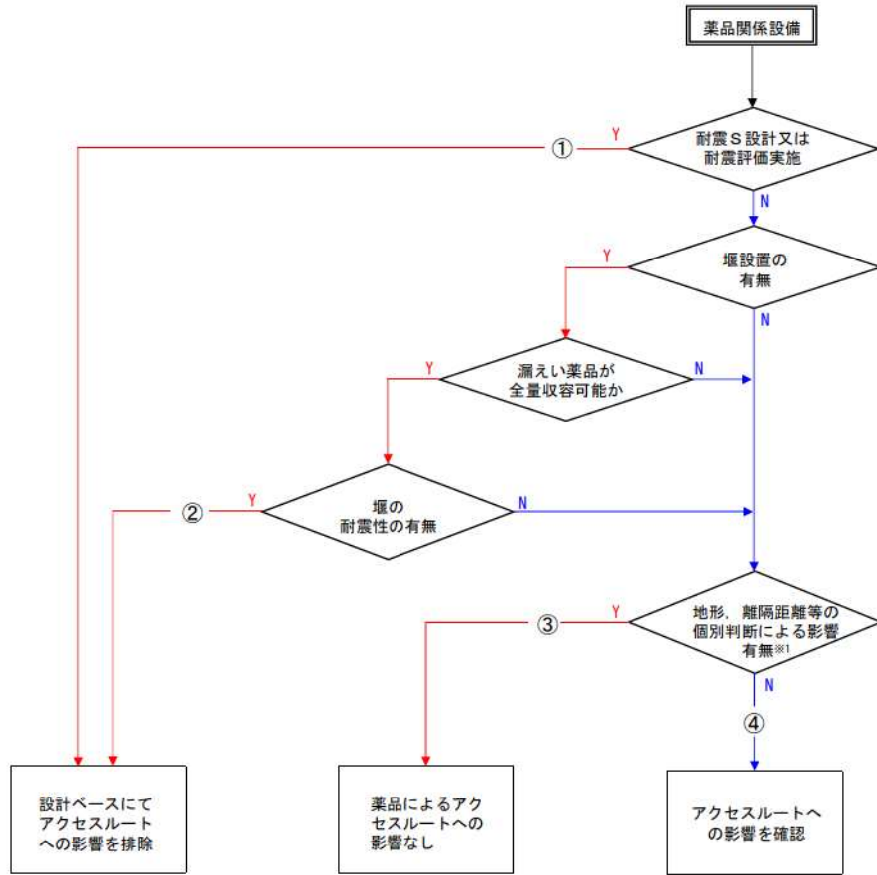 薬品関係設備
耐震S設計又は
耐震評価実施
Y
①
N
堰設置の
有無
Y
N
漏えい薬品が
全量収容可能か
Y
N
堰の
耐震性の有無
Y
②
N
地形，離隔距離等の
個別判断による影響
有無※1
Y
③
N
④
設計ベースにて
アクセスルート
への影響を排除
薬品によるアク
セスルートへの
影響なし
アクセスルートへ
の影響を確認